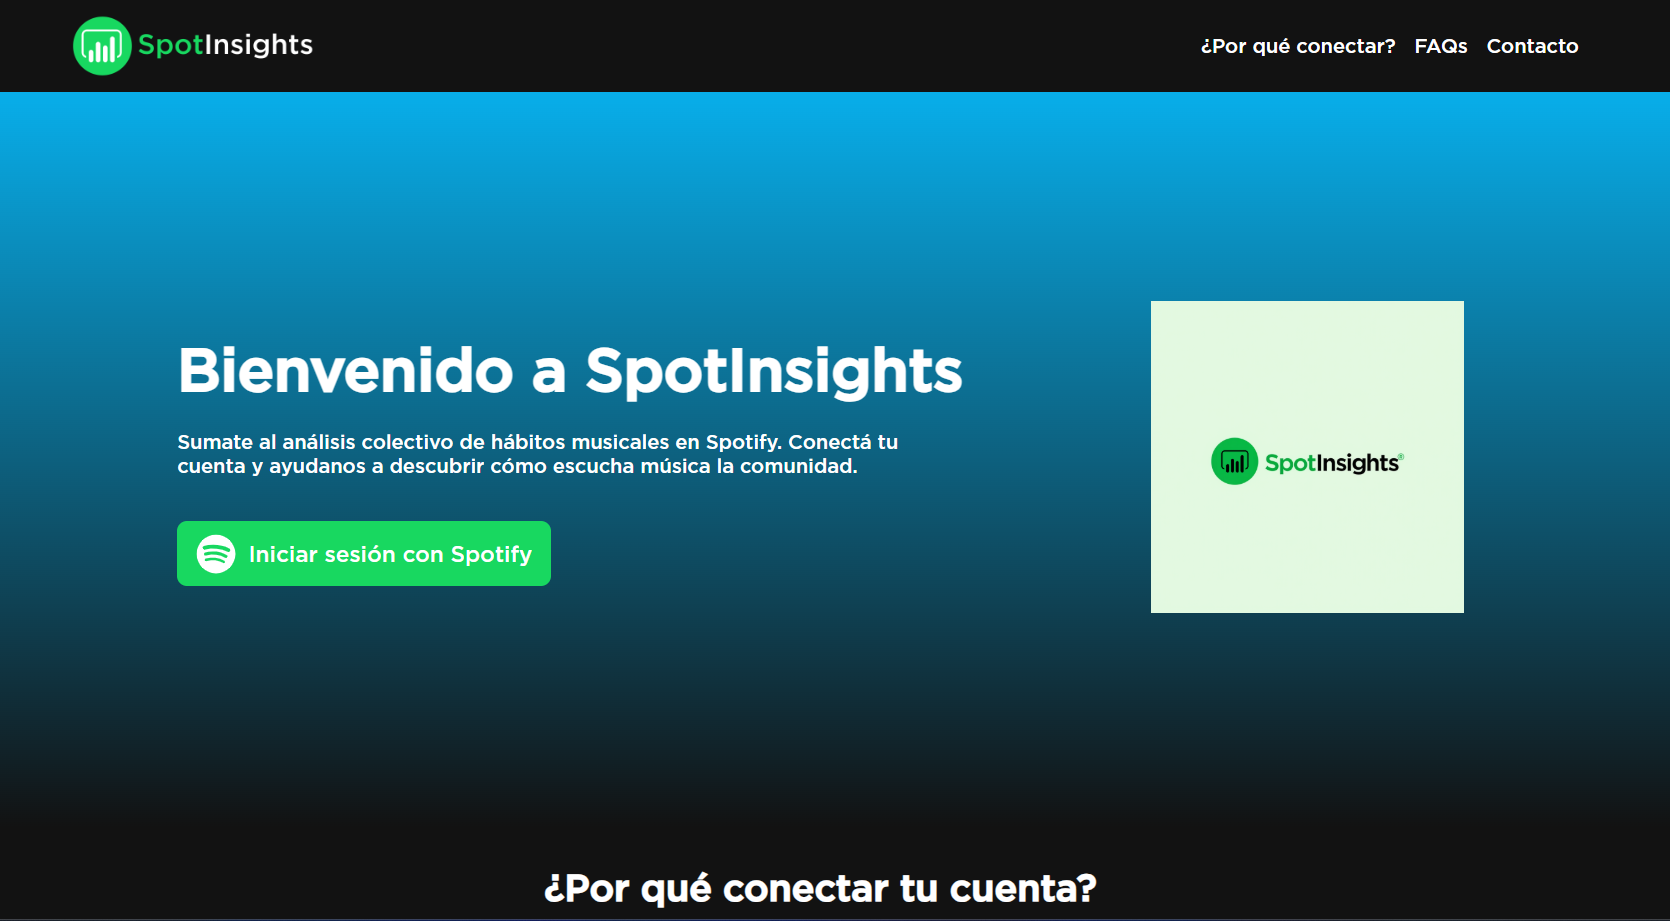 SpotInsights
¿Por qué conectar? FAQs Contacto
Bienvenido a SpotInsights
Sumate al análisis colectivo de hábitos musicales en Spotify. Conectá tu
cuenta y ayudanos a descubrir cómo escucha música la comunidad.
Iniciar sesión con Spotify
SpotInsights®
¿Por qué conectar tu cuenta?